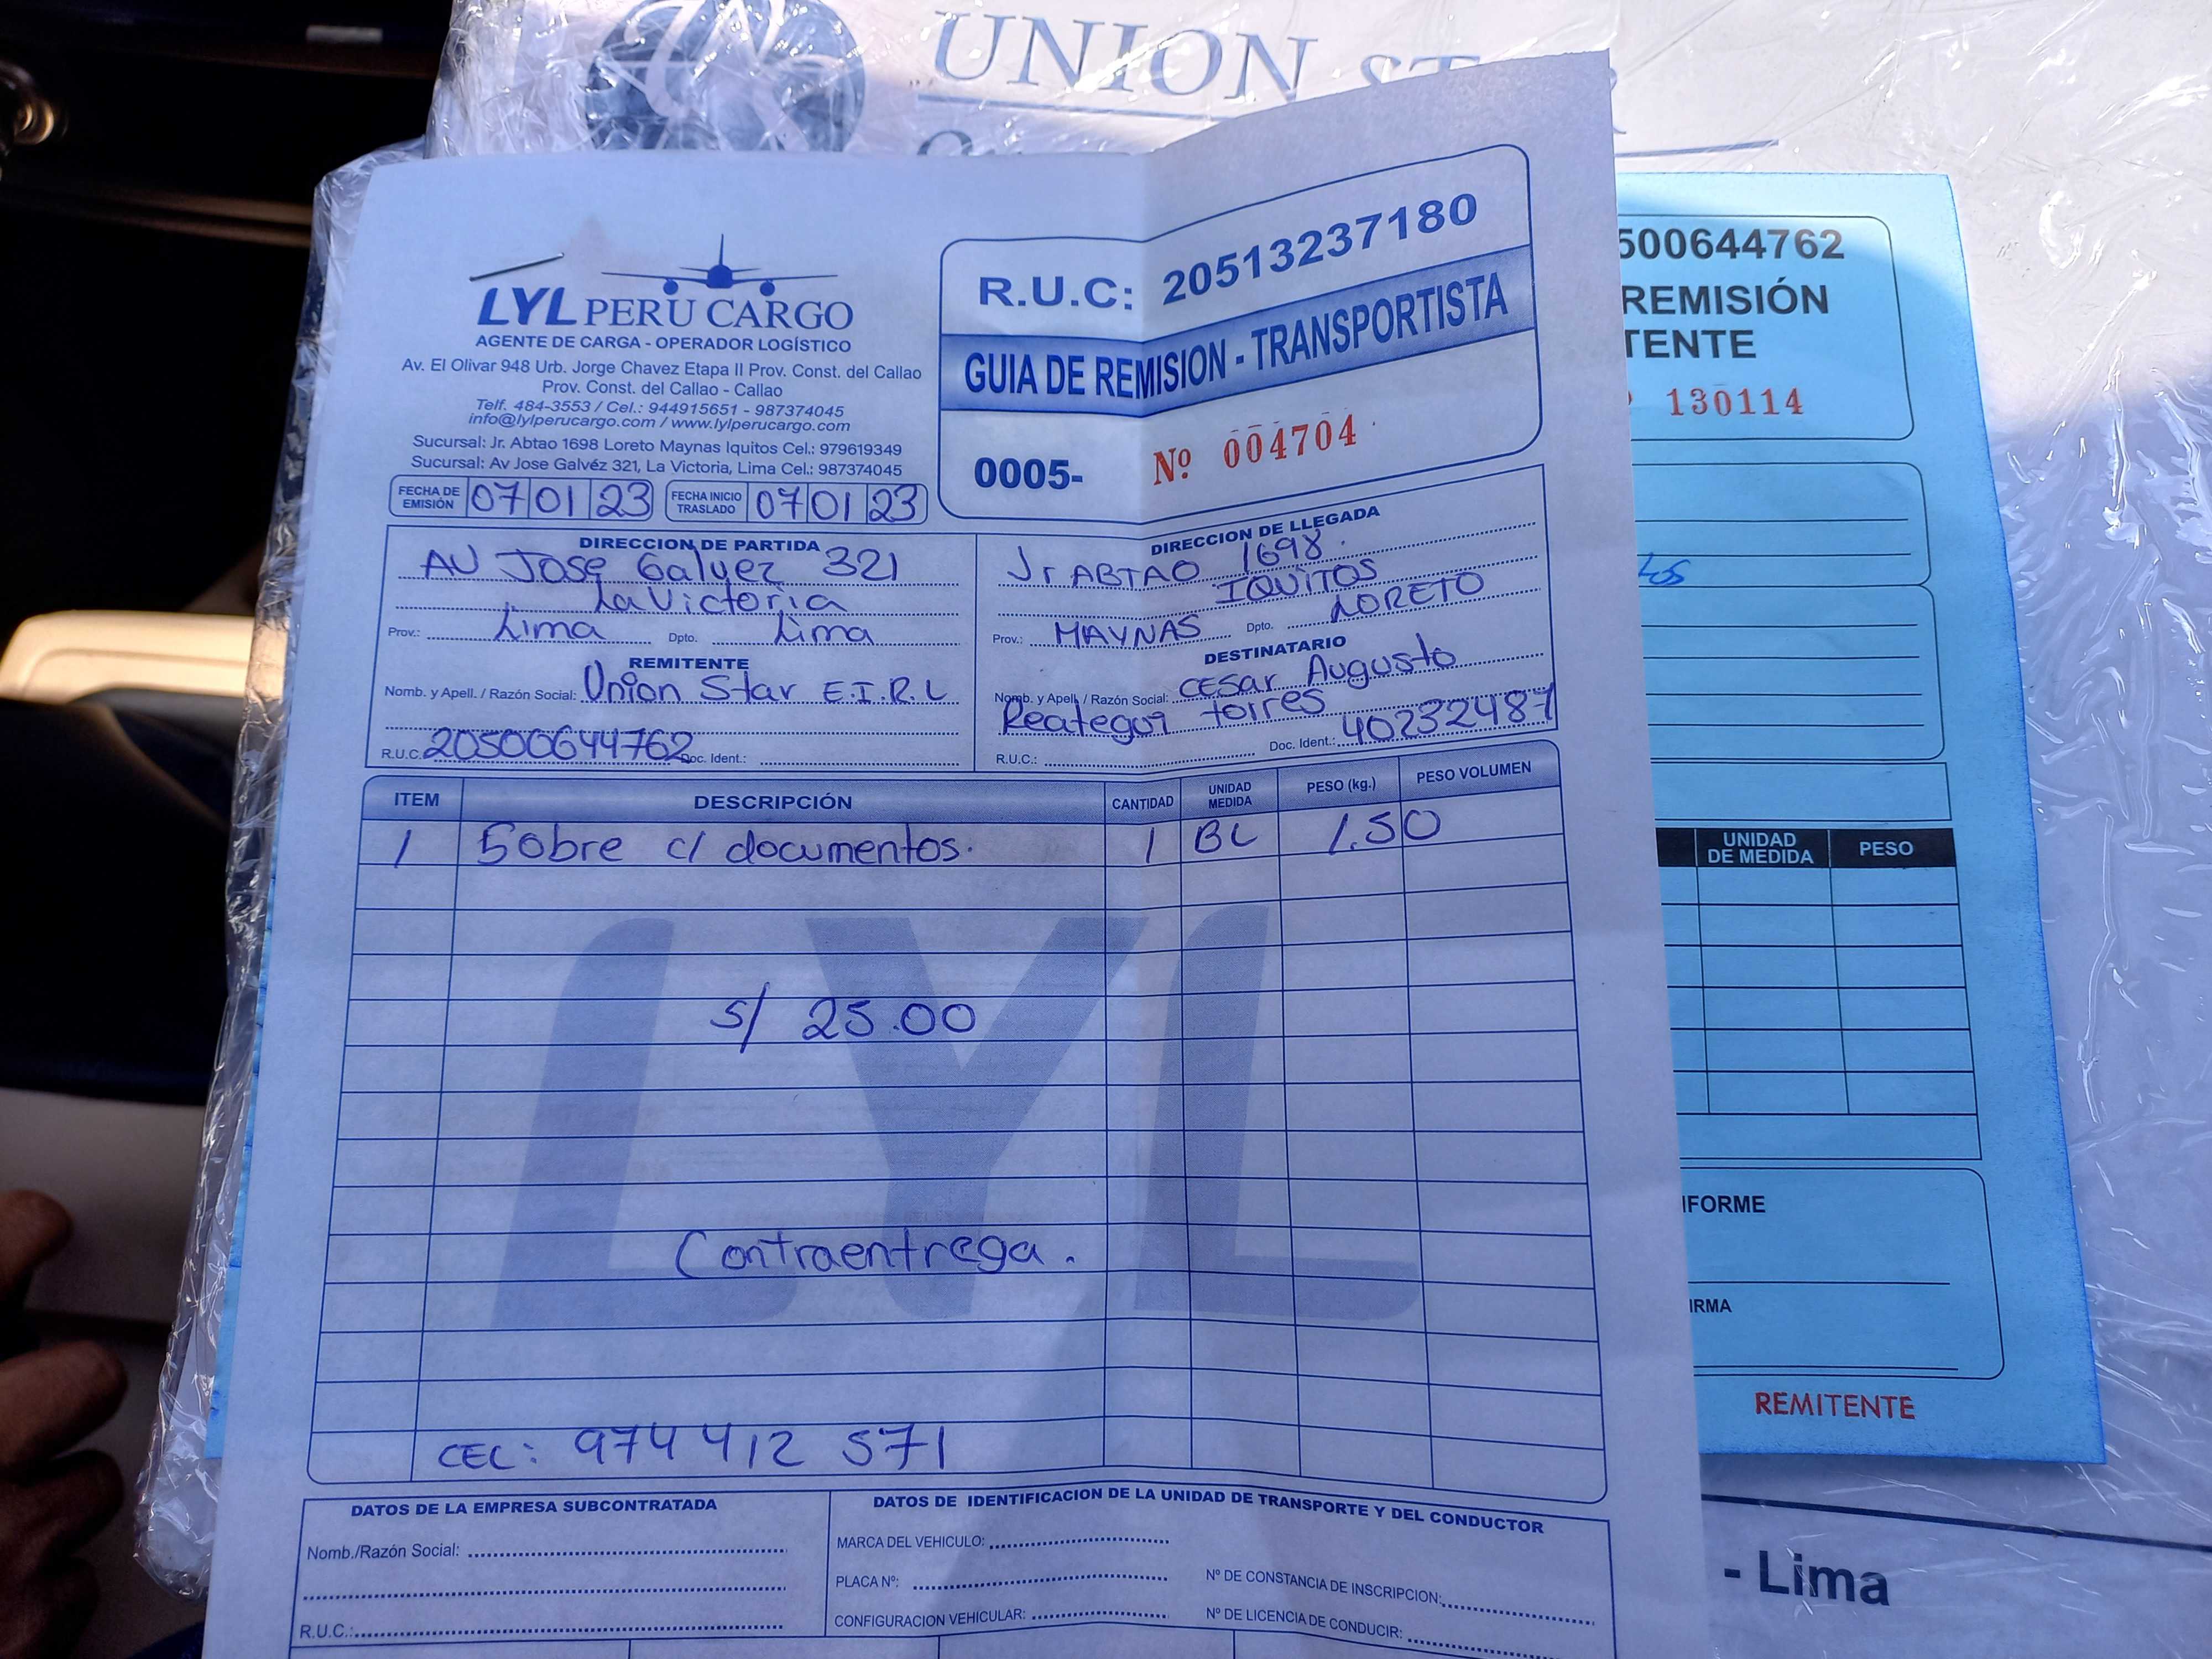 UNION
LYL PERU CARGO
AGENTE DE CARGA - OPERADOR LOGÍSTICO
Av. El Olivar 948 Urb. Jorge Chavez Etapa II Prov. Const. del Callao
Prov. Const. del Callao - Callao
Telf. 484-3553 / Cel.: 944915651 - 987374045
info@lylperucargo.com / www.lylperucargo.com
Sucursal: Jr. Abtao 1698 Loreto Maynas Iquitos Cel.: 979619349
Sucursal: Av Jose Galvéz 321, La Victoria, Lima Cel.: 987374045
R.U.C: 20513237180
GUIA DE REMISION - TRANSPORTISTA
0005- Nº 004704
FECHA DE EMISIÓN 07 01 23 FECHA INICIO TRASLADO 07 01 23
DIRECCION DE PARTIDA
AV Jose Galvez 321
La Victoria
Prov.: Lima Dpto. Lima
REMITENTE
Nomb. y Apell. / Razón Social: Union Star E.I.R.L
R.U.C. 20500644762 Doc. Ident.:
DIRECCION DE LLEGADA
Jr ABTAO 1698.
IQUITOS
Prov.: MAYNAS Dpto. LORETO
DESTINATARIO
Nomb. y Apell. / Razón Social: CESar Augusto
Reategui torres
R.U.C.: Doc. Ident.: 40232487
ITEM DESCRIPCIÓN CANTIDAD UNIDAD MEDIDA PESO (kg.) PESO VOLUMEN
1 Sobre c/ documentos. 1 BL 1.50
S/ 25.00
Contraentrega.
CEL: 974 412 571
LYL
DATOS DE LA EMPRESA SUBCONTRATADA
Nomb./Razón Social:
R.U.C.:
DATOS DE IDENTIFICACION DE LA UNIDAD DE TRANSPORTE Y DEL CONDUCTOR
MARCA DEL VEHICULO:
PLACA Nº: Nº DE CONSTANCIA DE INSCRIPCION:
CONFIGURACION VEHICULAR: Nº DE LICENCIA DE CONDUCIR:
500644762
REMISIÓN
TENTE
130114
UNIDAD DE MEDIDA PESO
IFORME
IRMA
REMITENTE
- Lima